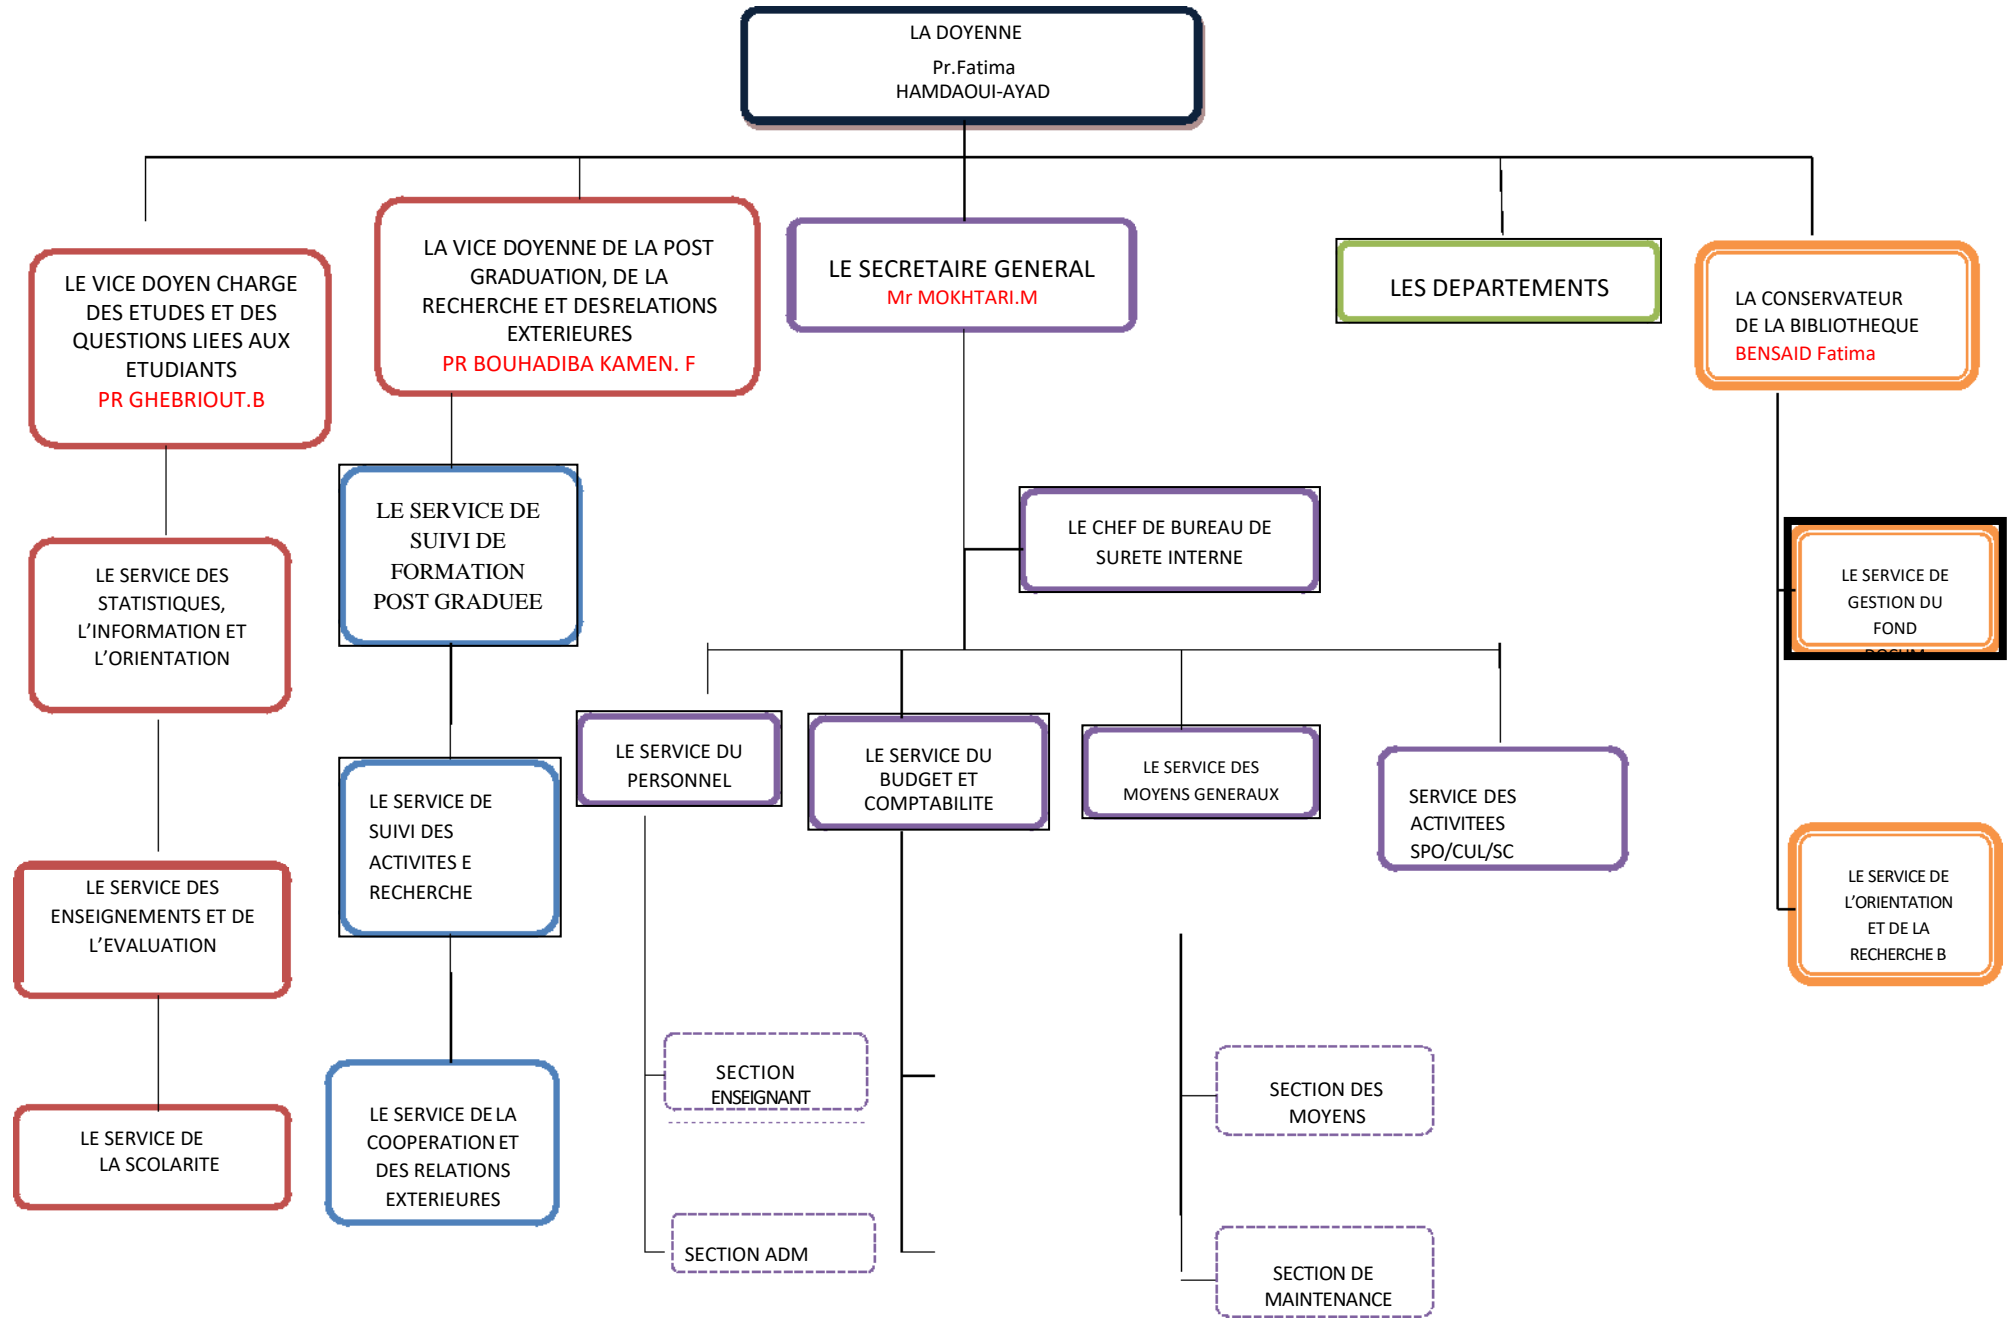 LA DOYENNE
Pr.Fatima
HAMDAOUI-AYAD
LE VICE DOYEN CHARGE
DES ETUDES ET DES
QUESTIONS LIEES AUX
ETUDIANTS
PR GHEBRIOUT.B
LA VICE DOYENNE DE LA POST
GRADUATION, DE LA
RECHERCHE ET DESRELATIONS
EXTERIEURES
PR BOUHADIBA KAMEN. F
LE SECRETAIRE GENERAL
Mr MOKHTARI.M
LES DEPARTEMENTS
LA CONSERVATEUR
DE LA BIBLIOTHEQUE
BENSAID Fatima
LE SERVICE DES
STATISTIQUES,
L’INFORMATION ET
L’ORIENTATION
LE SERVICE DE
SUIVI DE
FORMATION
POST GRADUEE
LE CHEF DE BUREAU DE
SURETE INTERNE
LE SERVICE DE
GESTION DU
FOND
DOCUM
LE SERVICE DES
ENSEIGNEMENTS ET DE
L’EVALUATION
LE SERVICE DE
SUIVI DES
ACTIVITES E
RECHERCHE
LE SERVICE DU
PERSONNEL
LE SERVICE DU
BUDGET ET
COMPTABILITE
LE SERVICE DES
MOYENS GENERAUX
SERVICE DES
ACTIVITEES
SPO/CUL/SC
LE SERVICE DE
L’ORIENTATION
ET DE LA
RECHERCHE B
LE SERVICE DE
LA SCOLARITE
LE SERVICE DE LA
COOPERATION ET
DES RELATIONS
EXTERIEURES
SECTION
ENSEIGNANT
SECTION ADM
SECTION DES
MOYENS
SECTION DE
MAINTENANCE